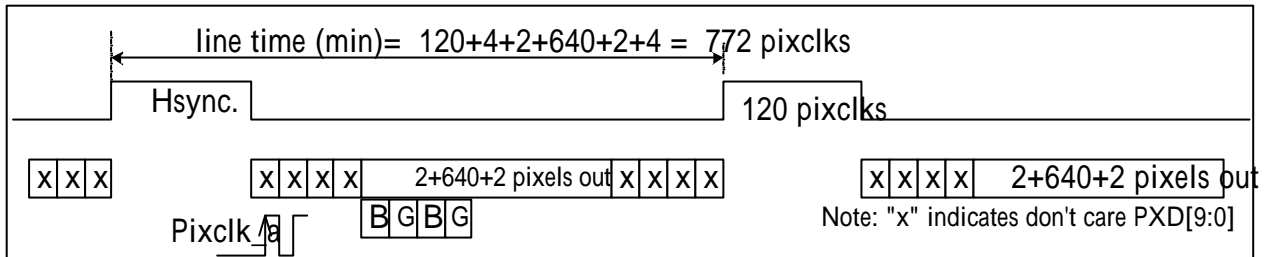 line time (min)= 120+4+2+640+2+4 = 772 pixclks
Hsync.
120 pixclks
x x x
x x x x 2+640+2 pixels out x x x x
x x x x 2+640+2 pixels out
B G B G
Note: "x" indicates don't care PXD[9:0]
Pixclk_a